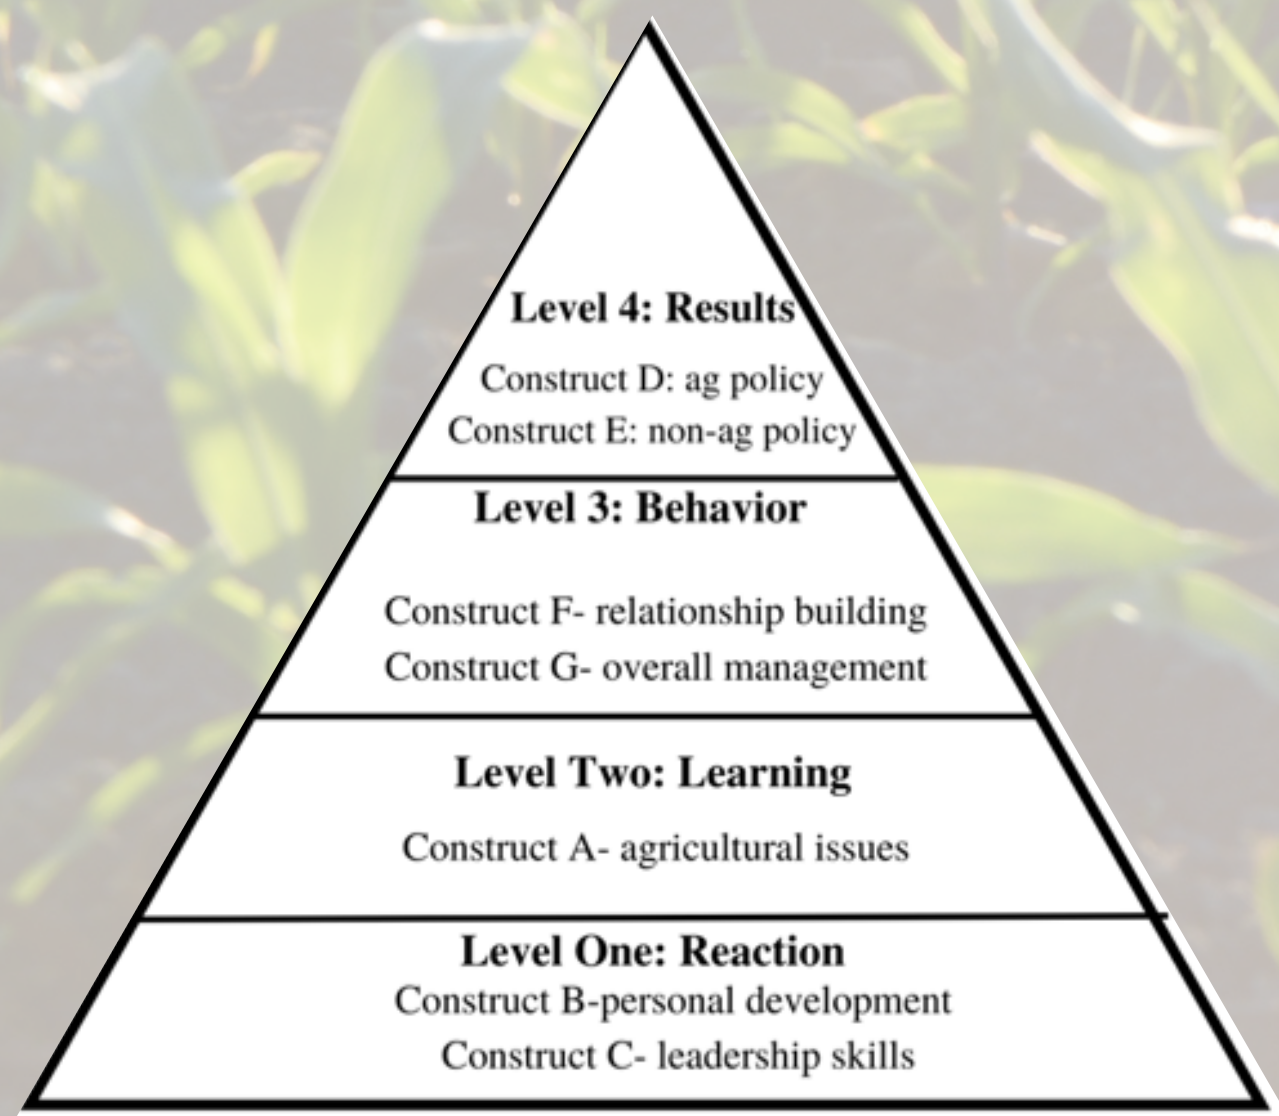 Level 4: Results
Construct D: ag policy
Construct E: non-ag policy
Level 3: Behavior
Construct F- relationship building
Construct G- overall management
Level Two: Learning
Construct A- agricultural issues
Level One: Reaction
Construct B-personal development
Construct C- leadership skills